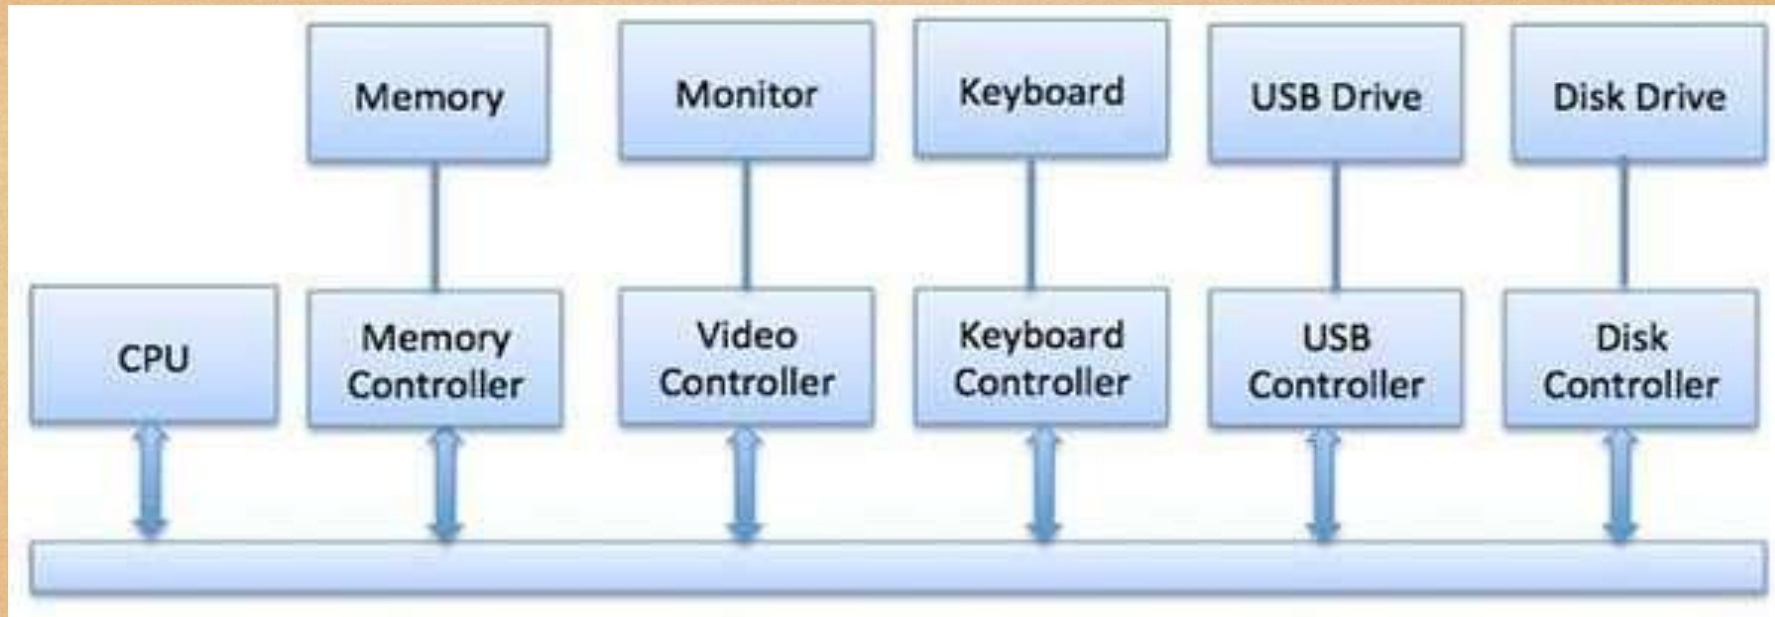 Memory
Monitor
Keyboard
USB Drive
Disk Drive
CPU
Memory
Controller
Video
Controller
Keyboard
Controller
USB
Controller
Disk
Controller